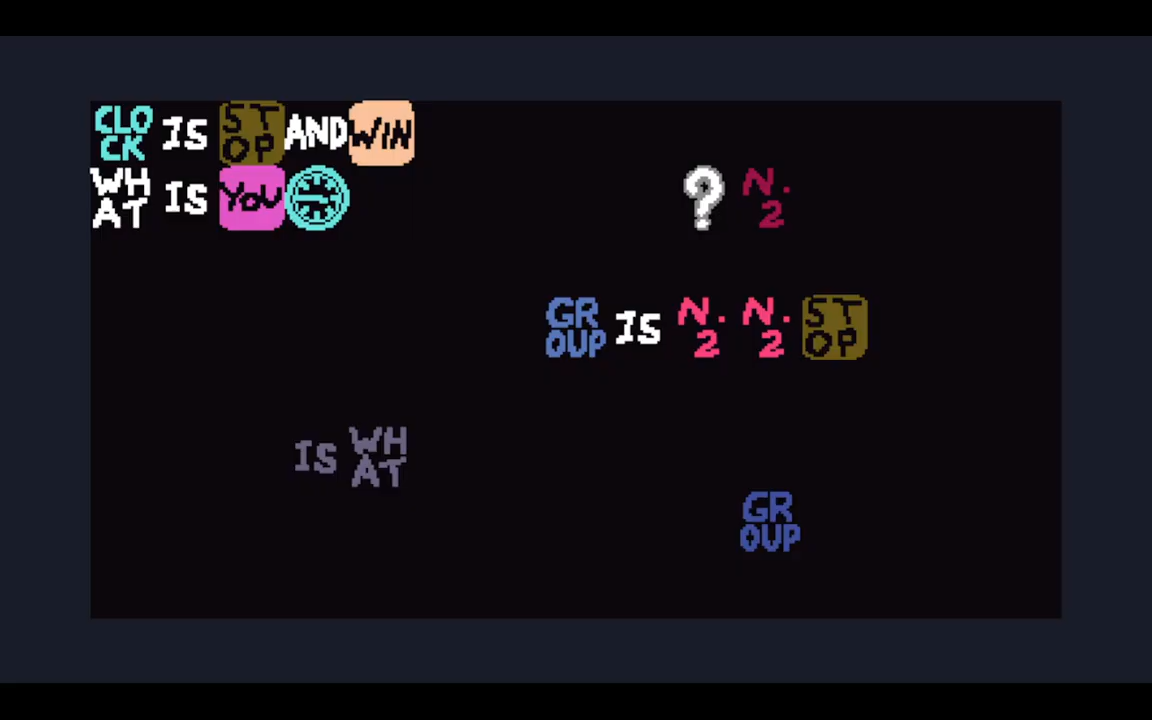 CLOCK IS STOP AND WIN
WHAT IS YOU
? N.2
GROUP IS N.2 N.2 STOP
IS WHAT
GROUP